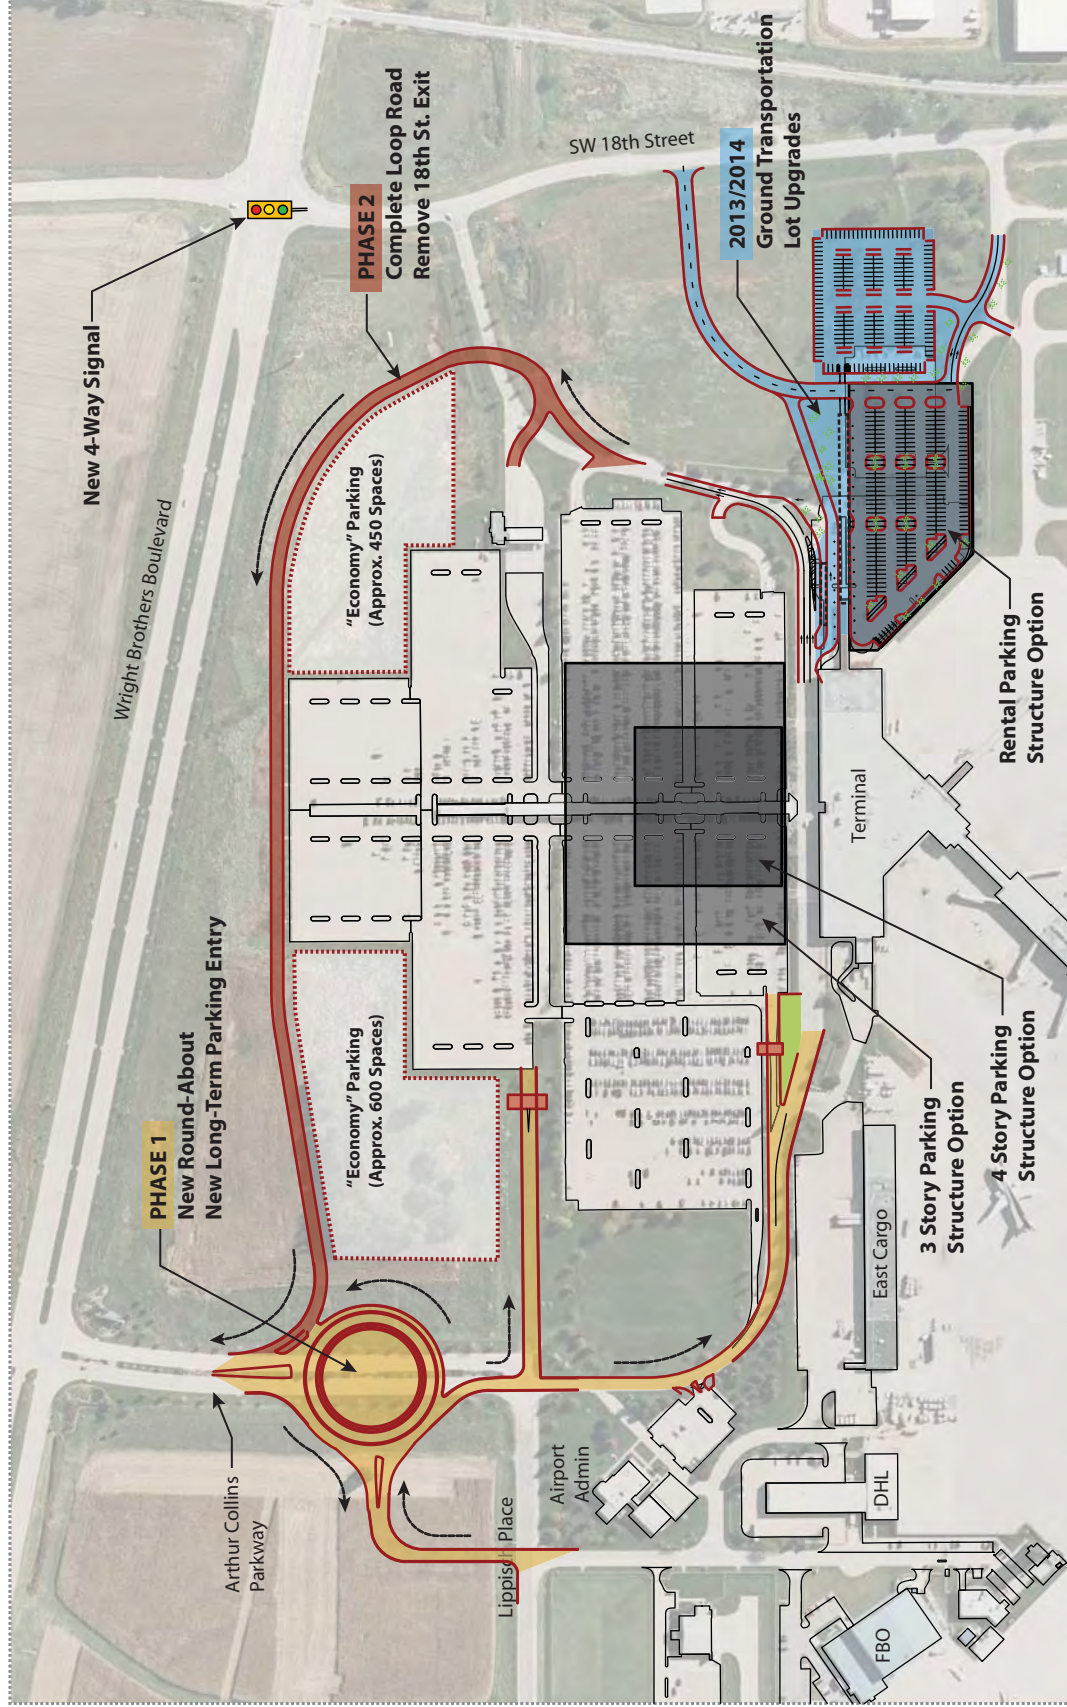 New 4-Way Signal
Wright Brothers Boulevard
PHASE 2
Complete Loop Road
Remove 18th St. Exit
SW 18th Street
2013/2014
Ground Transportation
Lot Upgrades
"Economy" Parking
(Approx. 450 Spaces)
PHASE 1
New Round-About
New Long-Term Parking Entry
"Economy" Parking
(Approx. 600 Spaces)
Arthur Collins
Parkway
Lippisch Place
Airport
Admin
Terminal
Rental Parking
Structure Option
3 Story Parking
Structure Option
4 Story Parking
Structure Option
East Cargo
DHL
FBO